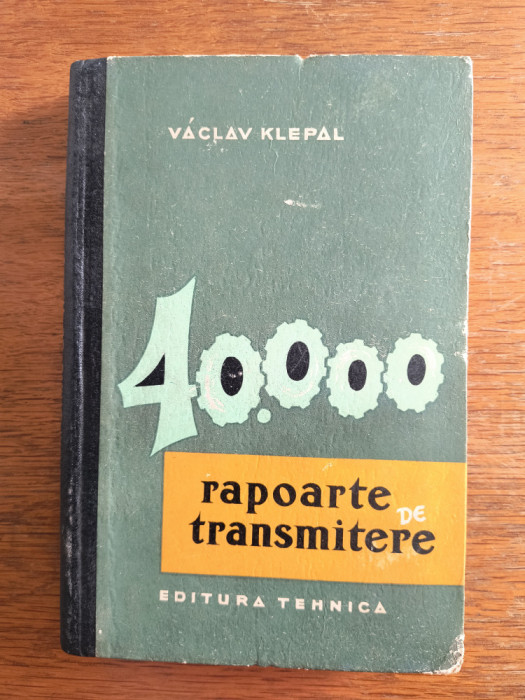 VÁCLAV KLEPAL
40.000
rapoarte DE
transmitere
EDITURA TEHNICA